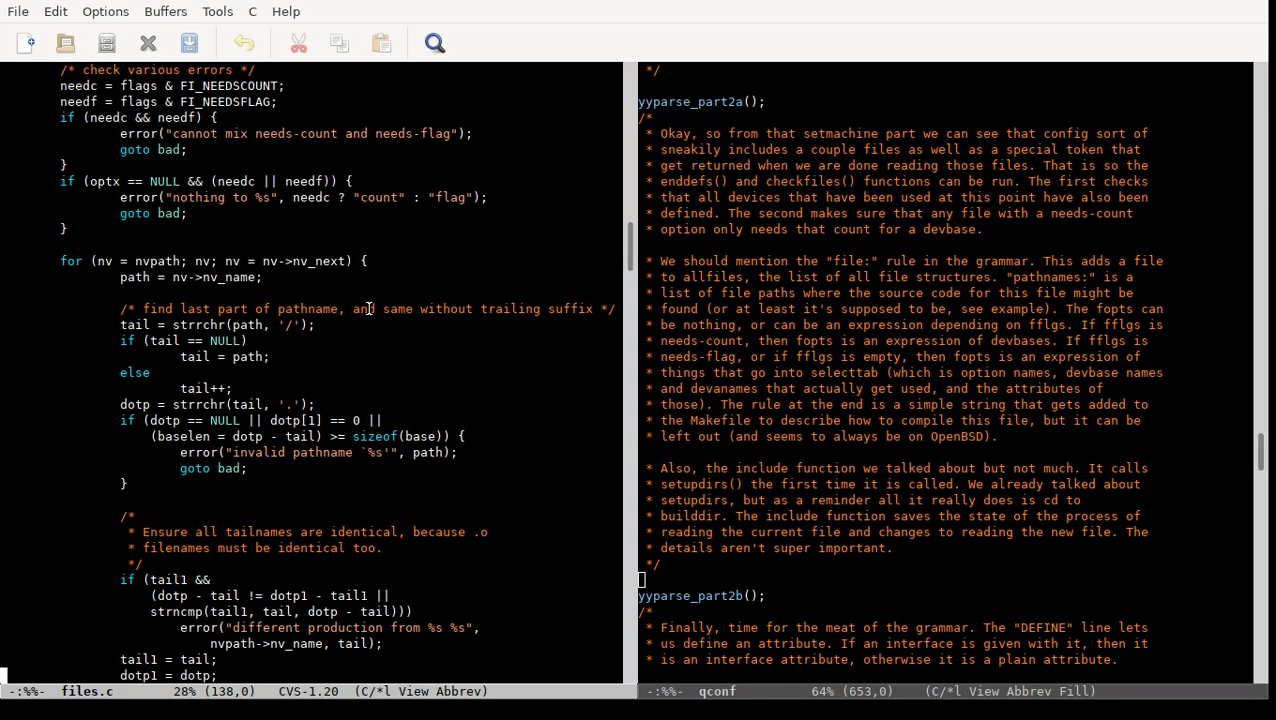 File Edit Options Buffers Tools C Help
/* check various errors */
needc = flags & FI_NEEDSCOUNT;
needf = flags & FI_NEEDSFLAG;
if (needc && needf) {
error("cannot mix needs-count and needs-flag");
goto bad;
}
if (optx == NULL && (needc || needf)) {
error("nothing to %s", needc ? "count" : "flag");
goto bad;
}
for (nv = nvpath; nv; nv = nv->nv_next) {
path = nv->nv_name;
/* find last part of pathname, and same without trailing suffix */
tail = strrchr(path, '/');
if (tail == NULL)
tail = path;
else
tail++;
dotp = strrchr(tail, '.');
if (dotp == NULL || dotp[1] == 0 ||
(baselen = dotp - tail) >= sizeof(base)) {
error("invalid pathname `%s'", path);
goto bad;
}
/*
* Ensure all tailnames are identical, because .o
* filenames must be identical too.
*/
if (tail1 &&
(dotp - tail != dotp1 - tail1 ||
strncmp(tail1, tail, dotp - tail)))
error("different production from %s %s",
nvpath->nv_name, tail);
tail1 = tail;
dotp1 = dotp;
-:%%- files.c 28% (138,0) CVS-1.20 (C/*l View Abbrev)
*/
yyparse_part2a();
/*
* Okay, so from that setmachine part we can see that config sort of
* sneakily includes a couple files as well as a special token that
* get returned when we are done reading those files. That is so the
* enddefs() and checkfiles() functions can be run. The first checks
* that all devices that have been used at this point have also been
* defined. The second makes sure that any file with a needs-count
* option only needs that count for a devbase.
* We should mention the "file:" rule in the grammar. This adds a file
* to allfiles, the list of all file structures. "pathnames:" is a
* list of file paths where the source code for this file might be
* found (or at least it's supposed to be, see example). The fopts can
* be nothing, or can be an expression depending on fflgs. If fflgs is
* needs-count, then fopts is an expression of devbases. If fflgs is
* needs-flag, or if fflgs is empty, then fopts is an expression of
* things that go into selecttab (which is option names, devbase names
* and devanames that actually get used, and the attributes of
* those). The rule at the end is a simple string that gets added to
* the Makefile to describe how to compile this file, but it can be
* left out (and seems to always be on OpenBSD).
* Also, the include function we talked about but not much. It calls
* setupdirs() the first time it is called. We already talked about
* setupdirs, but as a reminder all it really does is cd to
* builddir. The include function saves the state of the process of
* reading the current file and changes to reading the new file. The
* details aren't super important.
*/
yyparse_part2b();
/*
* Finally, time for the meat of the grammar. The "DEFINE" line lets
* us define an attribute. If an interface is given with it, then it
* is an interface attribute, otherwise it is a plain attribute.
-:%%- qconf 64% (653,0) (C/*l View Abbrev Fill)